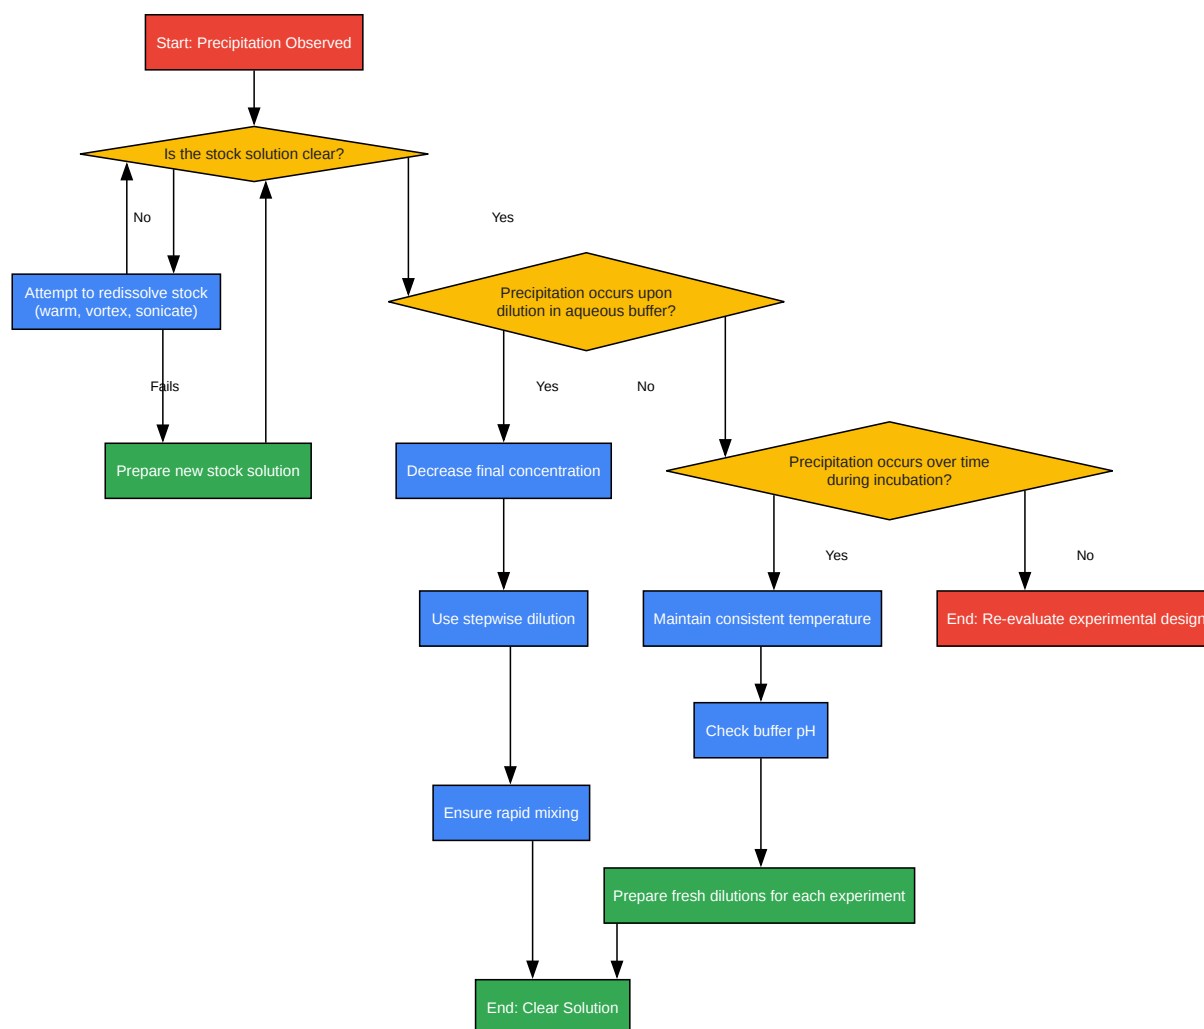 Start: Precipitation Observed
Is the stock solution clear?
No
Yes
Attempt to redissolve stock
(warm, vortex, sonicate)
Precipitation occurs upon
dilution in aqueous buffer?
Fails
Yes
No
Prepare new stock solution
Decrease final concentration
Precipitation occurs over time
during incubation?
Yes
No
Use stepwise dilution
Maintain consistent temperature
End: Re-evaluate experimental design
Check buffer pH
Ensure rapid mixing
Prepare fresh dilutions for each experiment
End: Clear Solution